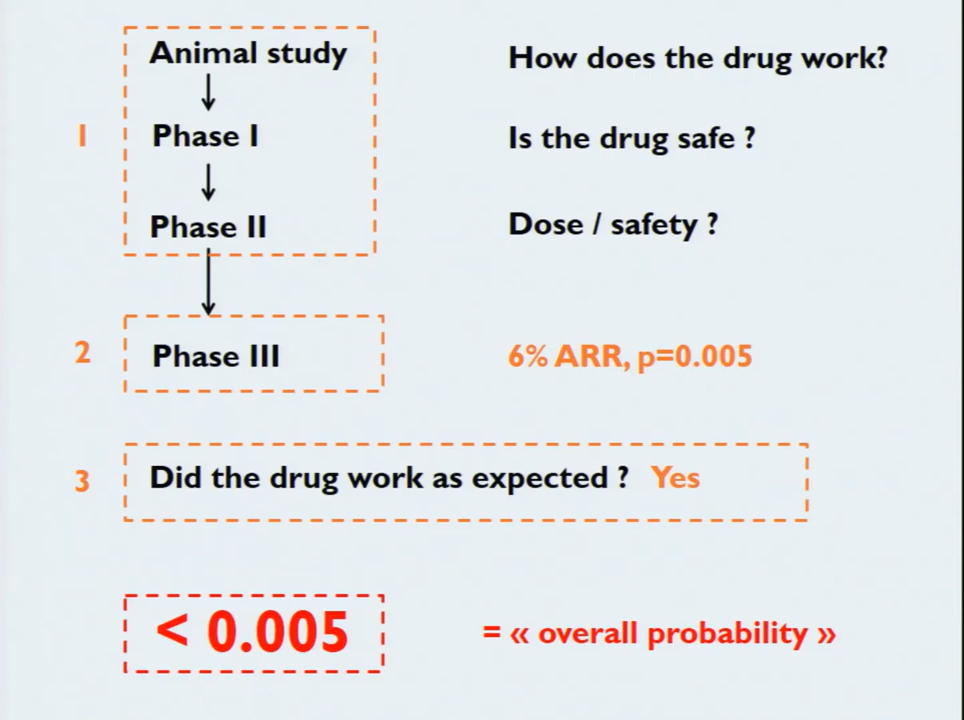 Animal study How does the drug work?
1 Phase I Is the drug safe ?
Phase II Dose / safety ?
2 Phase III 6% ARR, p=0.005
3 Did the drug work as expected ? Yes
< 0.005 = « overall probability »